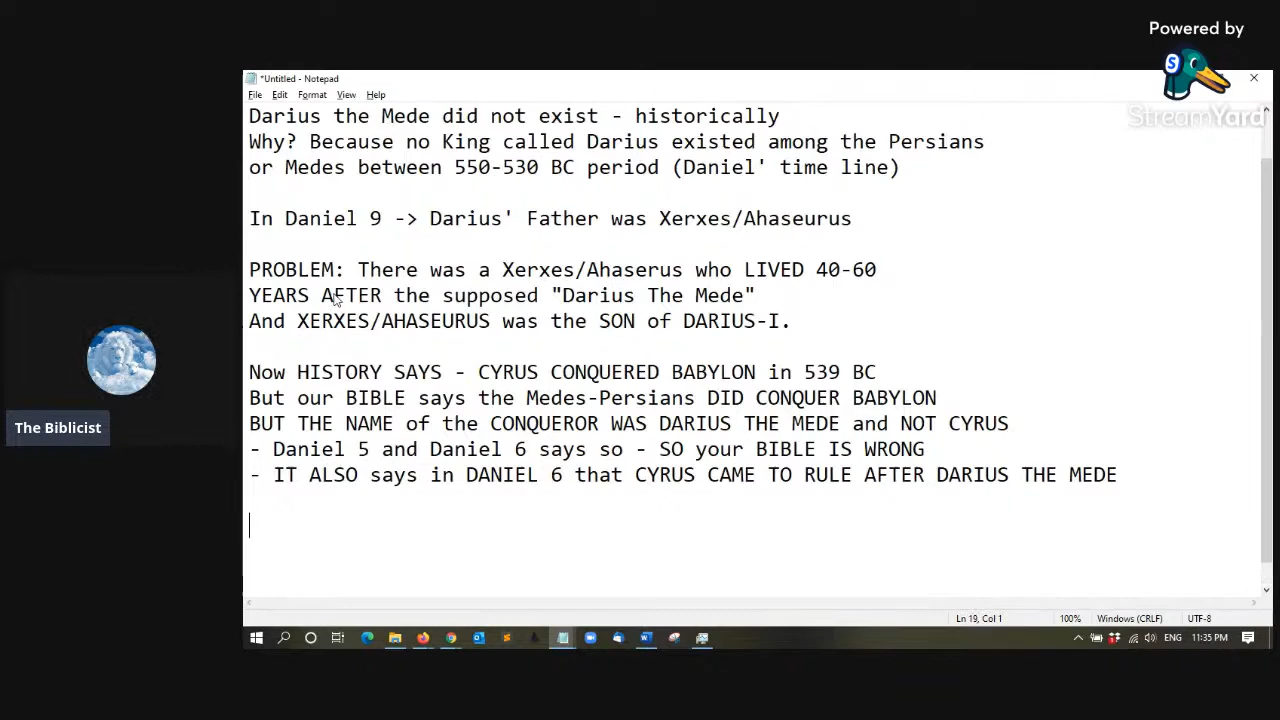 Powered by
S
StreamYard
*Untitled - Notepad
File Edit Format View Help
Darius the Mede did not exist - historically
Why? Because no King called Darius existed among the Persians
or Medes between 550-530 BC period (Daniel' time line)
In Daniel 9 -> Darius' Father was Xerxes/Ahaseurus
PROBLEM: There was a Xerxes/Ahaserus who LIVED 40-60
YEARS AFTER the supposed "Darius The Mede"
And XERXES/AHASEURUS was the SON of DARIUS-I.
Now HISTORY SAYS - CYRUS CONQUERED BABYLON in 539 BC
But our BIBLE says the Medes-Persians DID CONQUER BABYLON
BUT THE NAME of the CONQUEROR WAS DARIUS THE MEDE and NOT CYRUS
- Daniel 5 and Daniel 6 says so - SO your BIBLE IS WRONG
- IT ALSO says in DANIEL 6 that CYRUS CAME TO RULE AFTER DARIUS THE MEDE
The Biblicist
Ln 19, Col 1 100% Windows (CRLF) UTF-8
ENG 11:35 PM